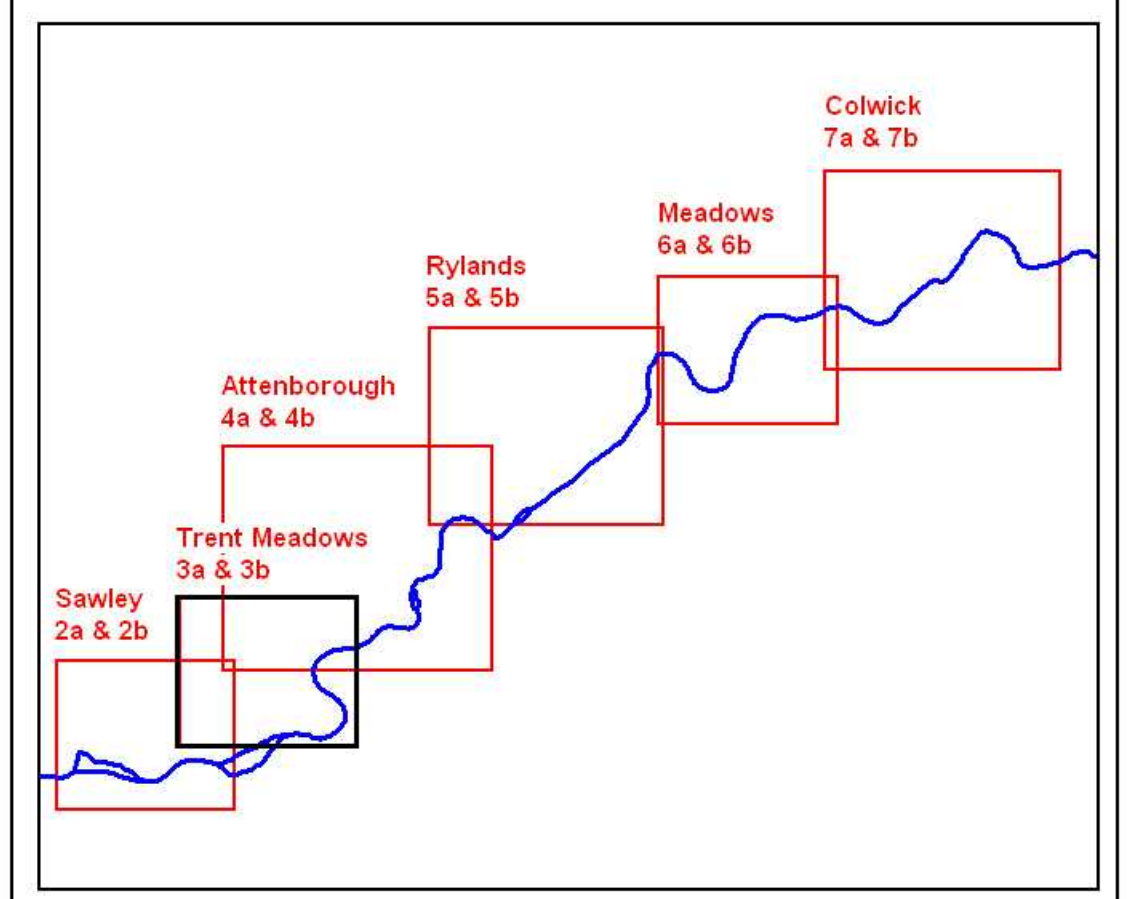 Colwick
7a & 7b
Meadows
6a & 6b
Rylands
5a & 5b
Attenborough
4a & 4b
Trent Meadows
3a & 3b
Sawley
2a & 2b